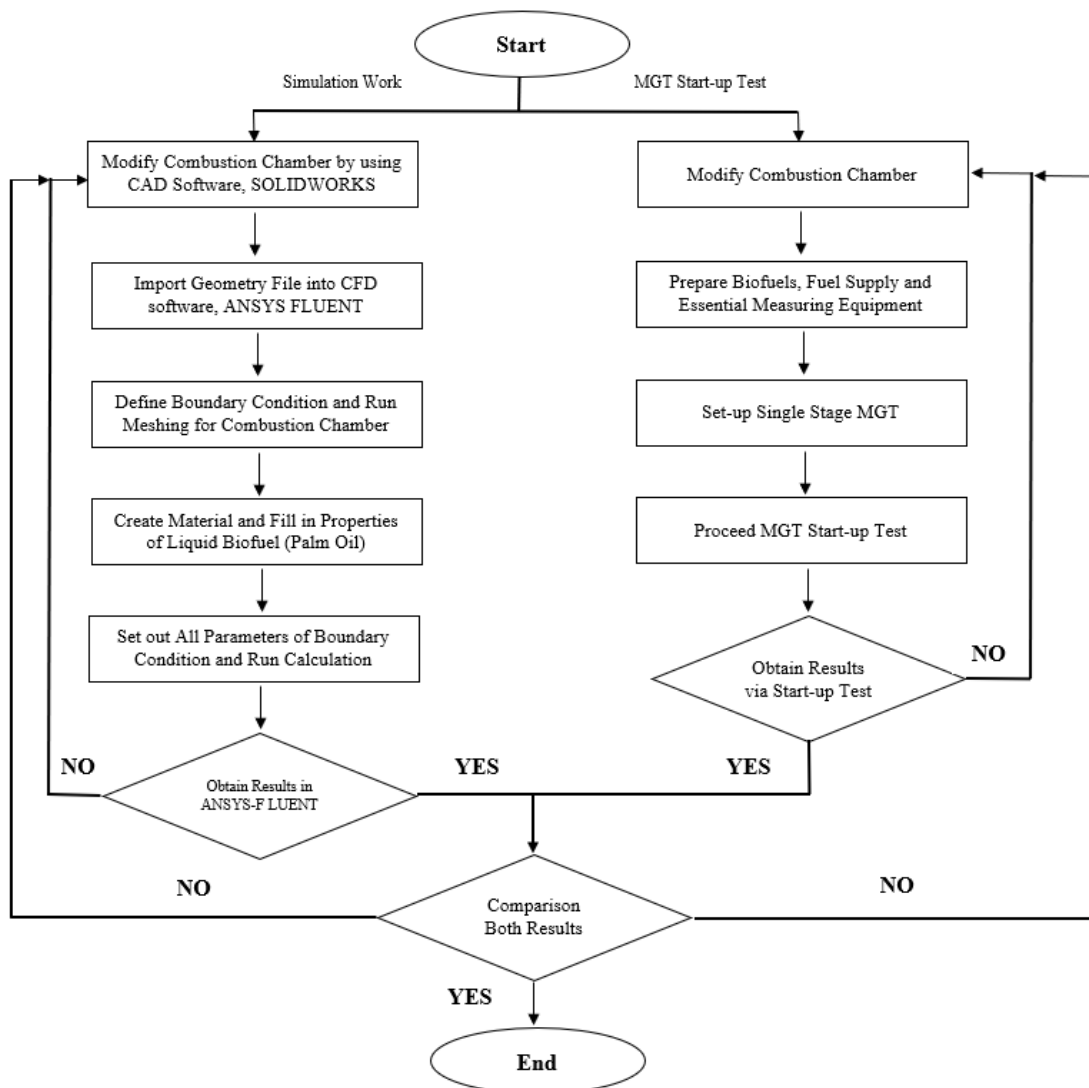 Start
Simulation Work
MGT Start-up Test
Modify Combustion Chamber by using
CAD Software, SOLIDWORKS
Modify Combustion Chamber
Import Geometry File into CFD
software, ANSYS FLUENT
Prepare Biofuels, Fuel Supply and
Essential Measuring Equipment
Define Boundary Condition and Run
Meshing for Combustion Chamber
Set-up Single Stage MGT
Create Material and Fill in Properties
of Liquid Biofuel (Palm Oil)
Proceed MGT Start-up Test
Set out All Parameters of Boundary
Condition and Run Calculation
Obtain Results
via Start-up Test
NO
NO
Obtain Results in
ANSYS-F LUENT
YES
YES
NO
Comparison
Both Results
NO
YES
End